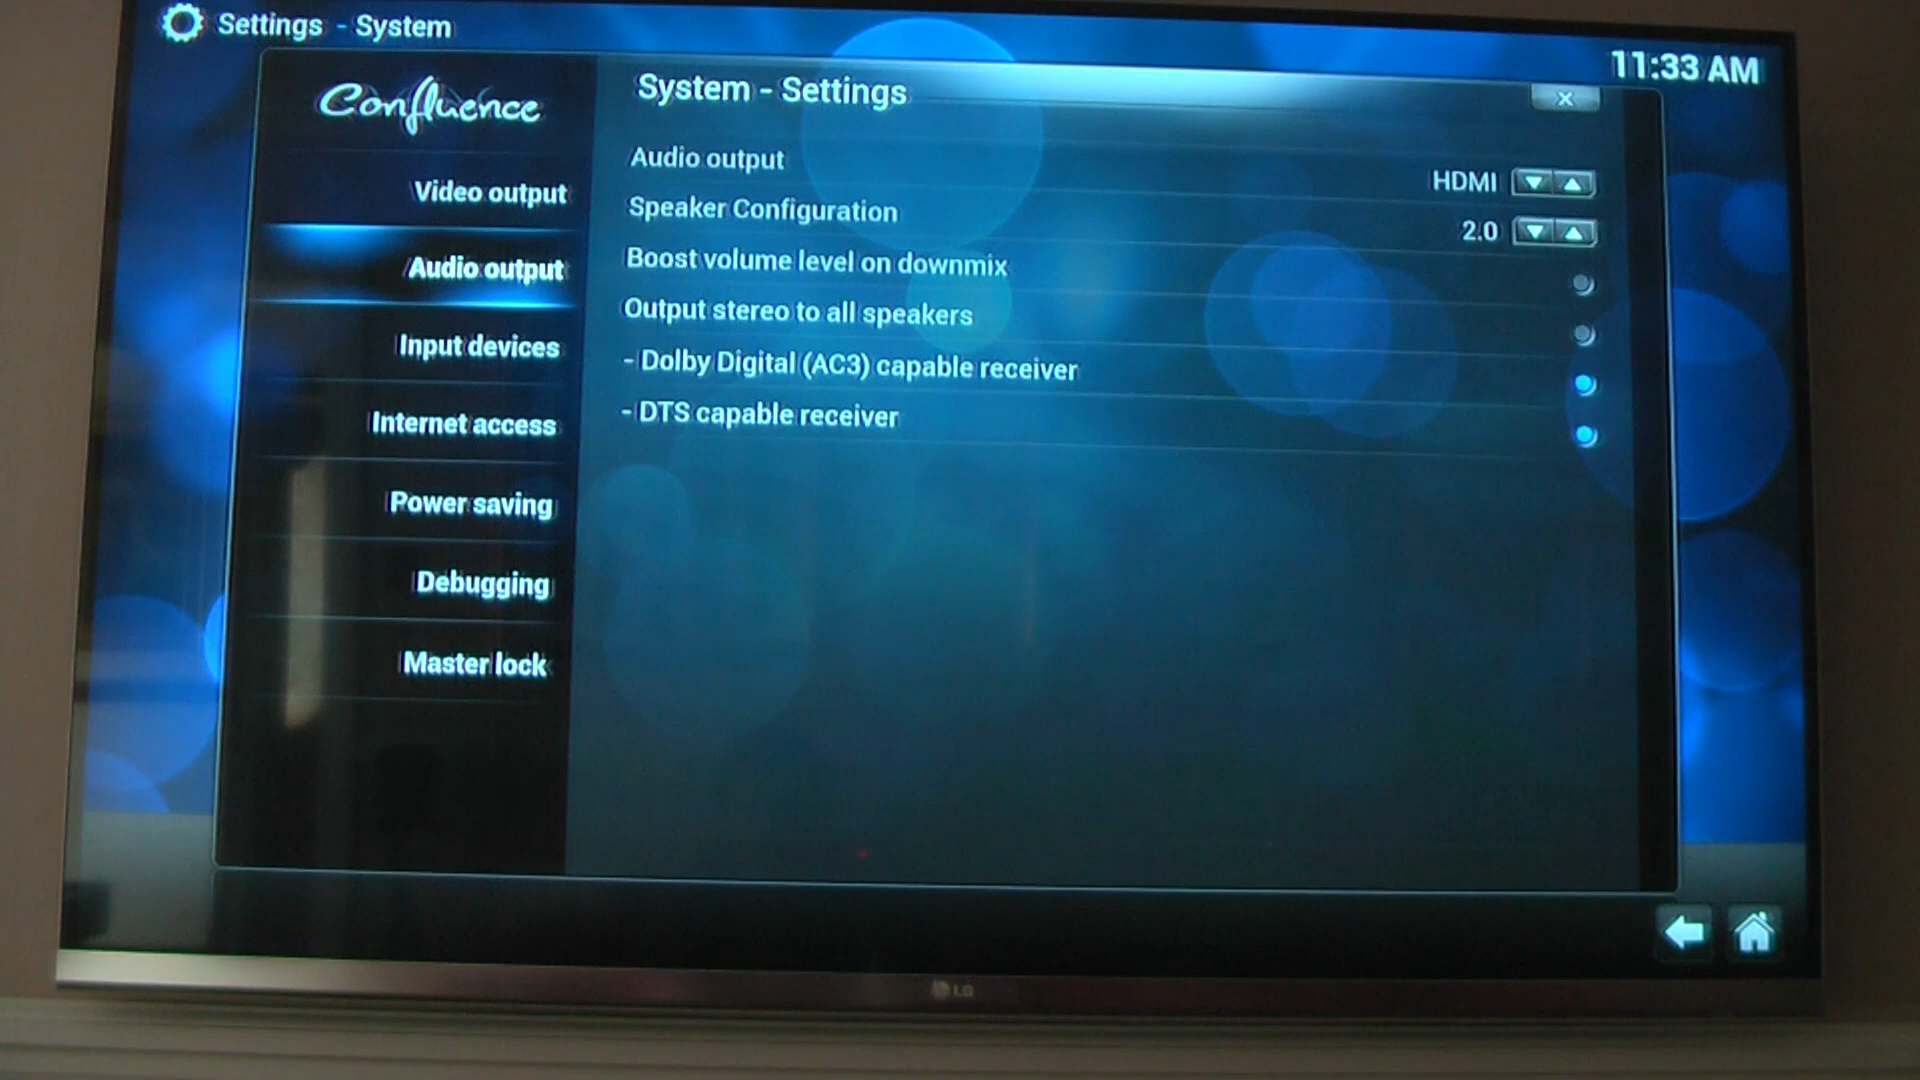 Settings - System
11:33 AM
Confluence
System - Settings
Video output
Audio output
Input devices
Internet access
Power saving
Debugging
Master lock
Audio output HDMI
Speaker Configuration 2.0
Boost volume level on downmix
Output stereo to all speakers
- Dolby Digital (AC3) capable receiver
- DTS capable receiver
LG